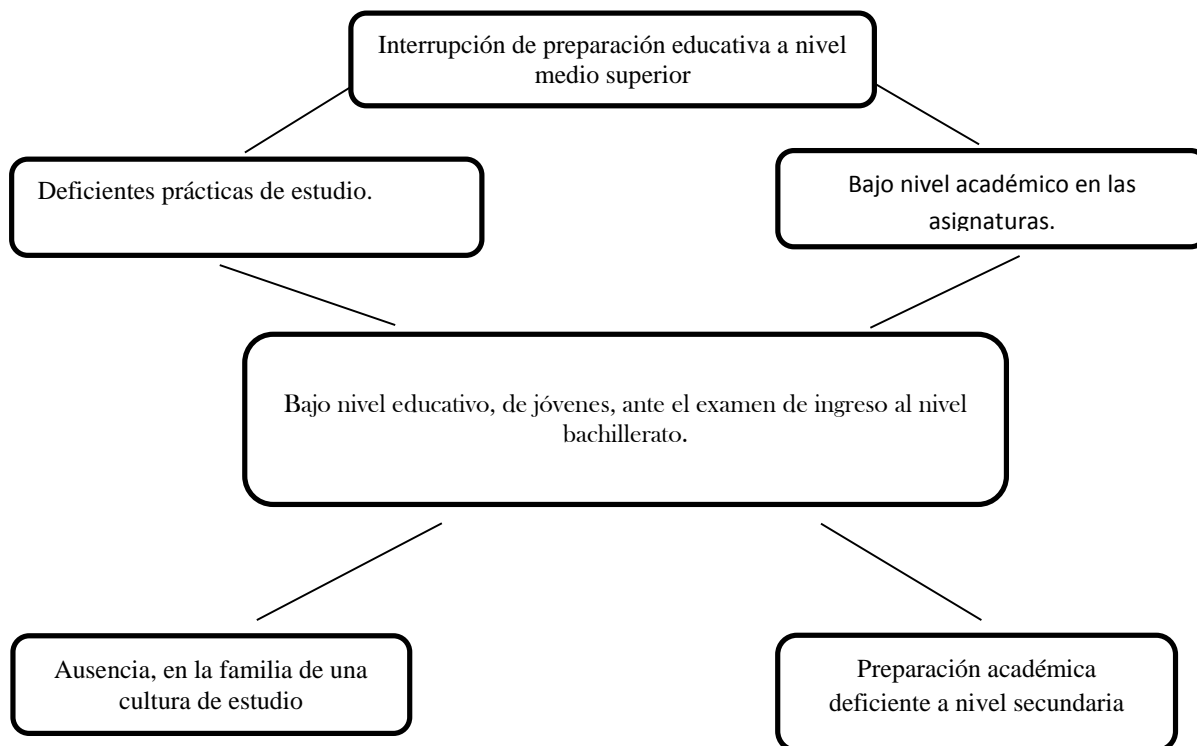 Interrupción de preparación educativa a nivel
medio superior
Deficientes prácticas de estudio.
Bajo nivel académico en las
asignaturas.
Bajo nivel educativo, de jóvenes, ante el examen de ingreso al nivel
bachillerato.
Ausencia, en la familia de una
cultura de estudio
Preparación académica
deficiente a nivel secundaria